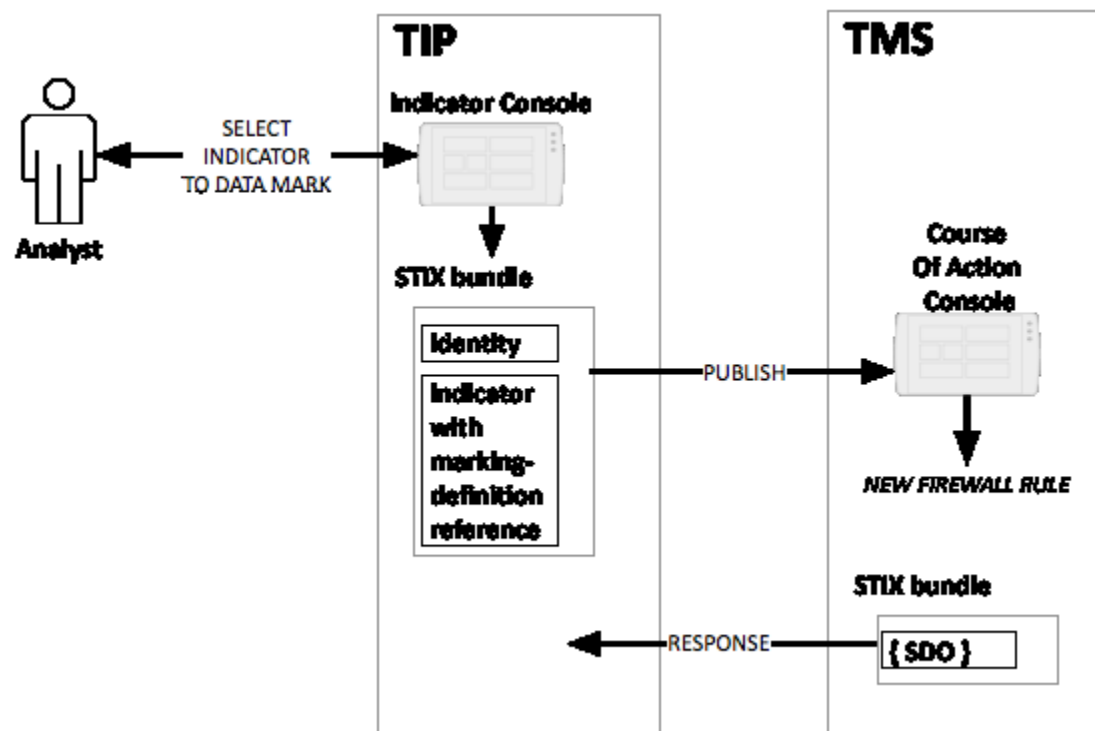 TIP
TMS
Indicator Console
SELECT
INDICATOR
TO DATA MARK
Analyst
STIX bundle
Identity
Indicator
with
marking-
definition
reference
PUBLISH
Course
Of Action
Console
NEW FIREWALL RULE
STIX bundle
{ SDO }
RESPONSE